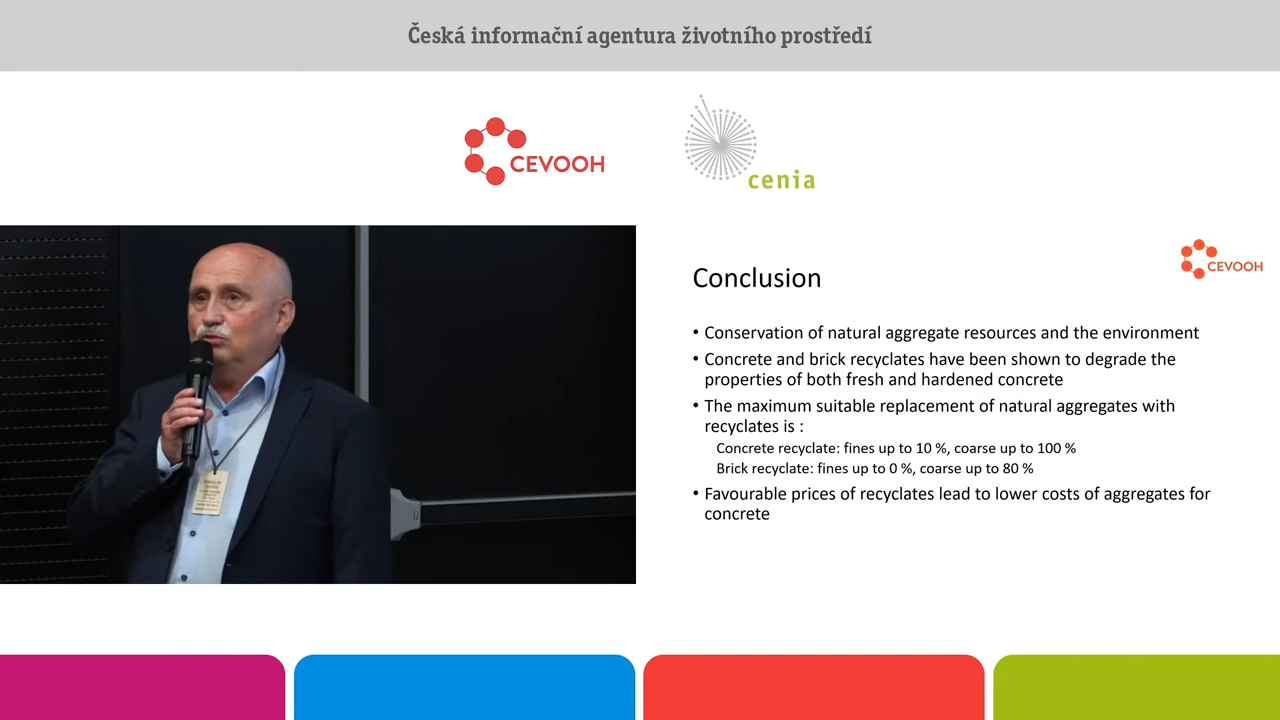 Česká informační agentura životního prostředí
CEVOOH
cenia
CEVOOH
Conclusion
• Conservation of natural aggregate resources and the environment
• Concrete and brick recyclates have been shown to degrade the
properties of both fresh and hardened concrete
• The maximum suitable replacement of natural aggregates with
recyclates is :
Concrete recyclate: fines up to 10 %, coarse up to 100 %
Brick recyclate: fines up to 0 %, coarse up to 80 %
• Favourable prices of recyclates lead to lower costs of aggregates for
concrete